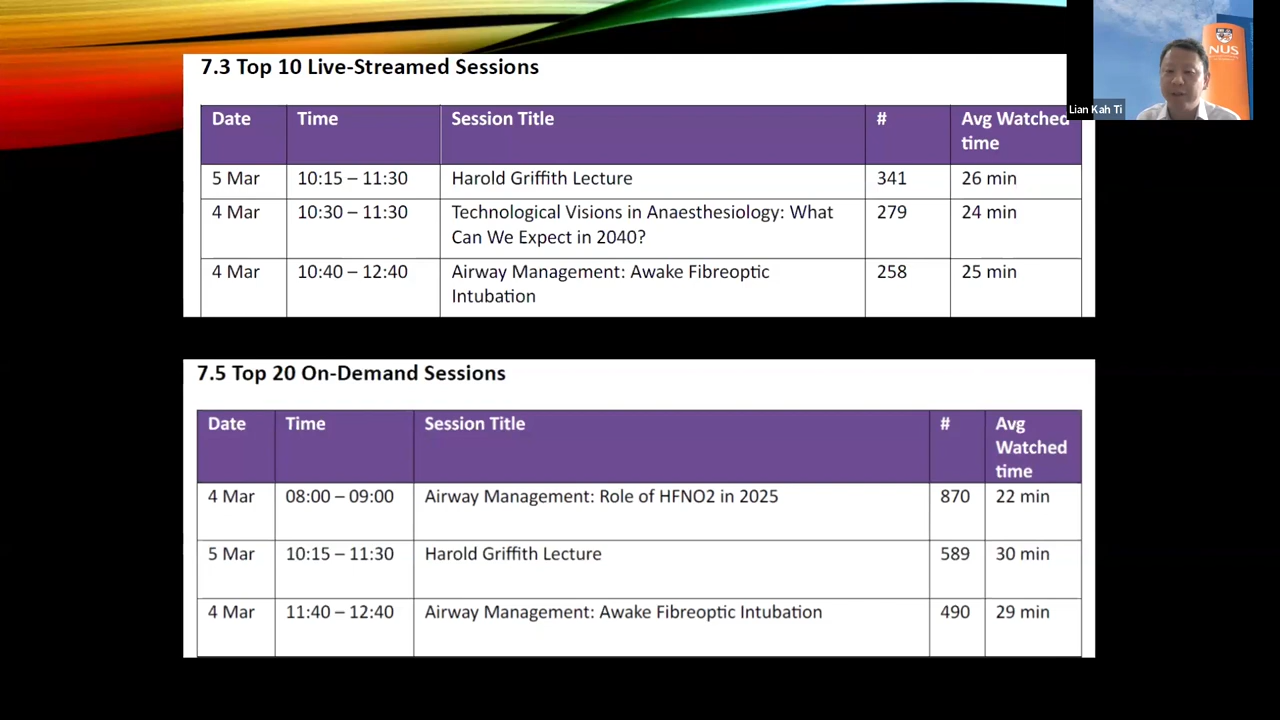 7.3 Top 10 Live-Streamed Sessions
Date Time Session Title # Avg Watched time
5 Mar 10:15 – 11:30 Harold Griffith Lecture 341 26 min
4 Mar 10:30 – 11:30 Technological Visions in Anaesthesiology: What Can We Expect in 2040? 279 24 min
4 Mar 10:40 – 12:40 Airway Management: Awake Fibreoptic Intubation 258 25 min
NUS
Lian Kah Ti
7.5 Top 20 On-Demand Sessions
Date Time Session Title # Avg Watched time
4 Mar 08:00 – 09:00 Airway Management: Role of HFNO2 in 2025 870 22 min
5 Mar 10:15 – 11:30 Harold Griffith Lecture 589 30 min
4 Mar 11:40 – 12:40 Airway Management: Awake Fibreoptic Intubation 490 29 min